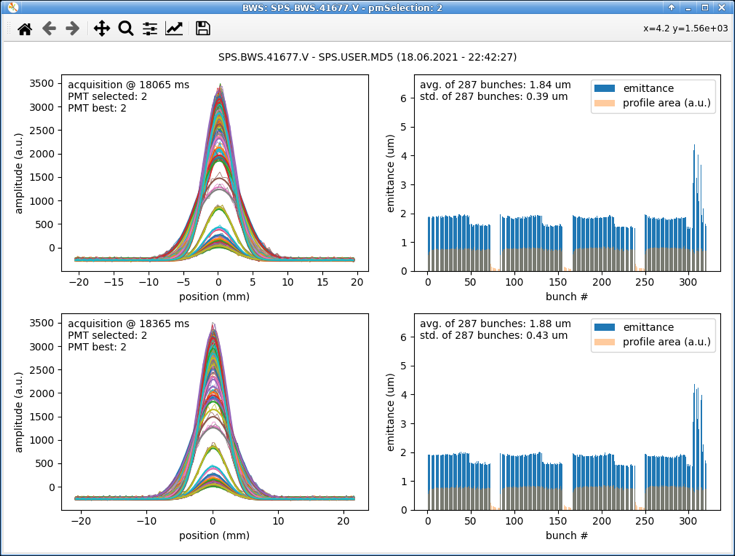 BWS: SPS.BWS.41677.V - pmSelection: 2
x=4.2 y=1.56e+03
SPS.BWS.41677.V - SPS.USER.MD5 (18.06.2021 - 22:42:27)
acquisition @ 18065 ms
PMT selected: 2
PMT best: 2
amplitude (a.u.)
3500
3000
2500
2000
1500
1000
500
0
−20 −15 −10 −5 0 5 10 15 20
position (mm)
avg. of 287 bunches: 1.84 um
std. of 287 bunches: 0.39 um
emittance
profile area (a.u.)
emittance (um)
6
5
4
3
2
1
0
0 50 100 150 200 250 300
bunch #
acquisition @ 18365 ms
PMT selected: 2
PMT best: 2
amplitude (a.u.)
3500
3000
2500
2000
1500
1000
500
0
−20 −10 0 10 20
position (mm)
avg. of 287 bunches: 1.88 um
std. of 287 bunches: 0.43 um
emittance
profile area (a.u.)
emittance (um)
6
5
4
3
2
1
0
0 50 100 150 200 250 300
bunch #